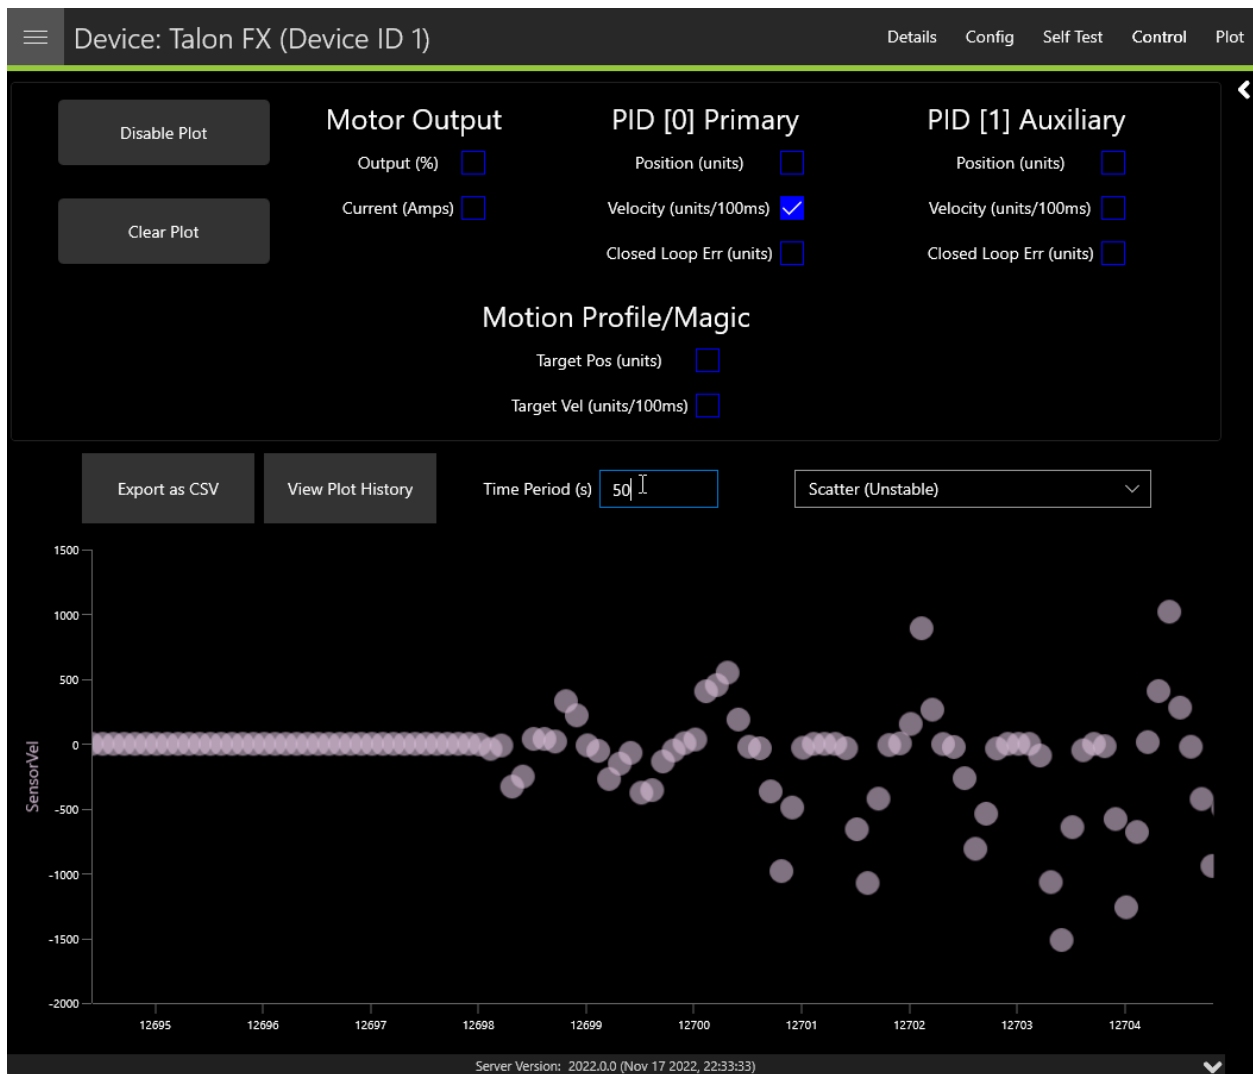 Device: Talon FX (Device ID 1)
Details Config Self Test Control Plot
Disable Plot
Clear Plot
Motor Output
Output (%)
Current (Amps)
PID [0] Primary
Position (units)
Velocity (units/100ms)
Closed Loop Err (units)
PID [1] Auxiliary
Position (units)
Velocity (units/100ms)
Closed Loop Err (units)
Motion Profile/Magic
Target Pos (units)
Target Vel (units/100ms)
Export as CSV
View Plot History
Time Period (s) 50
Scatter (Unstable)
SensorVel
1500
1000
500
0
-500
-1000
-1500
-2000
12695 12696 12697 12698 12699 12700 12701 12702 12703 12704
Server Version: 2022.0.0 (Nov 17 2022, 22:33:33)